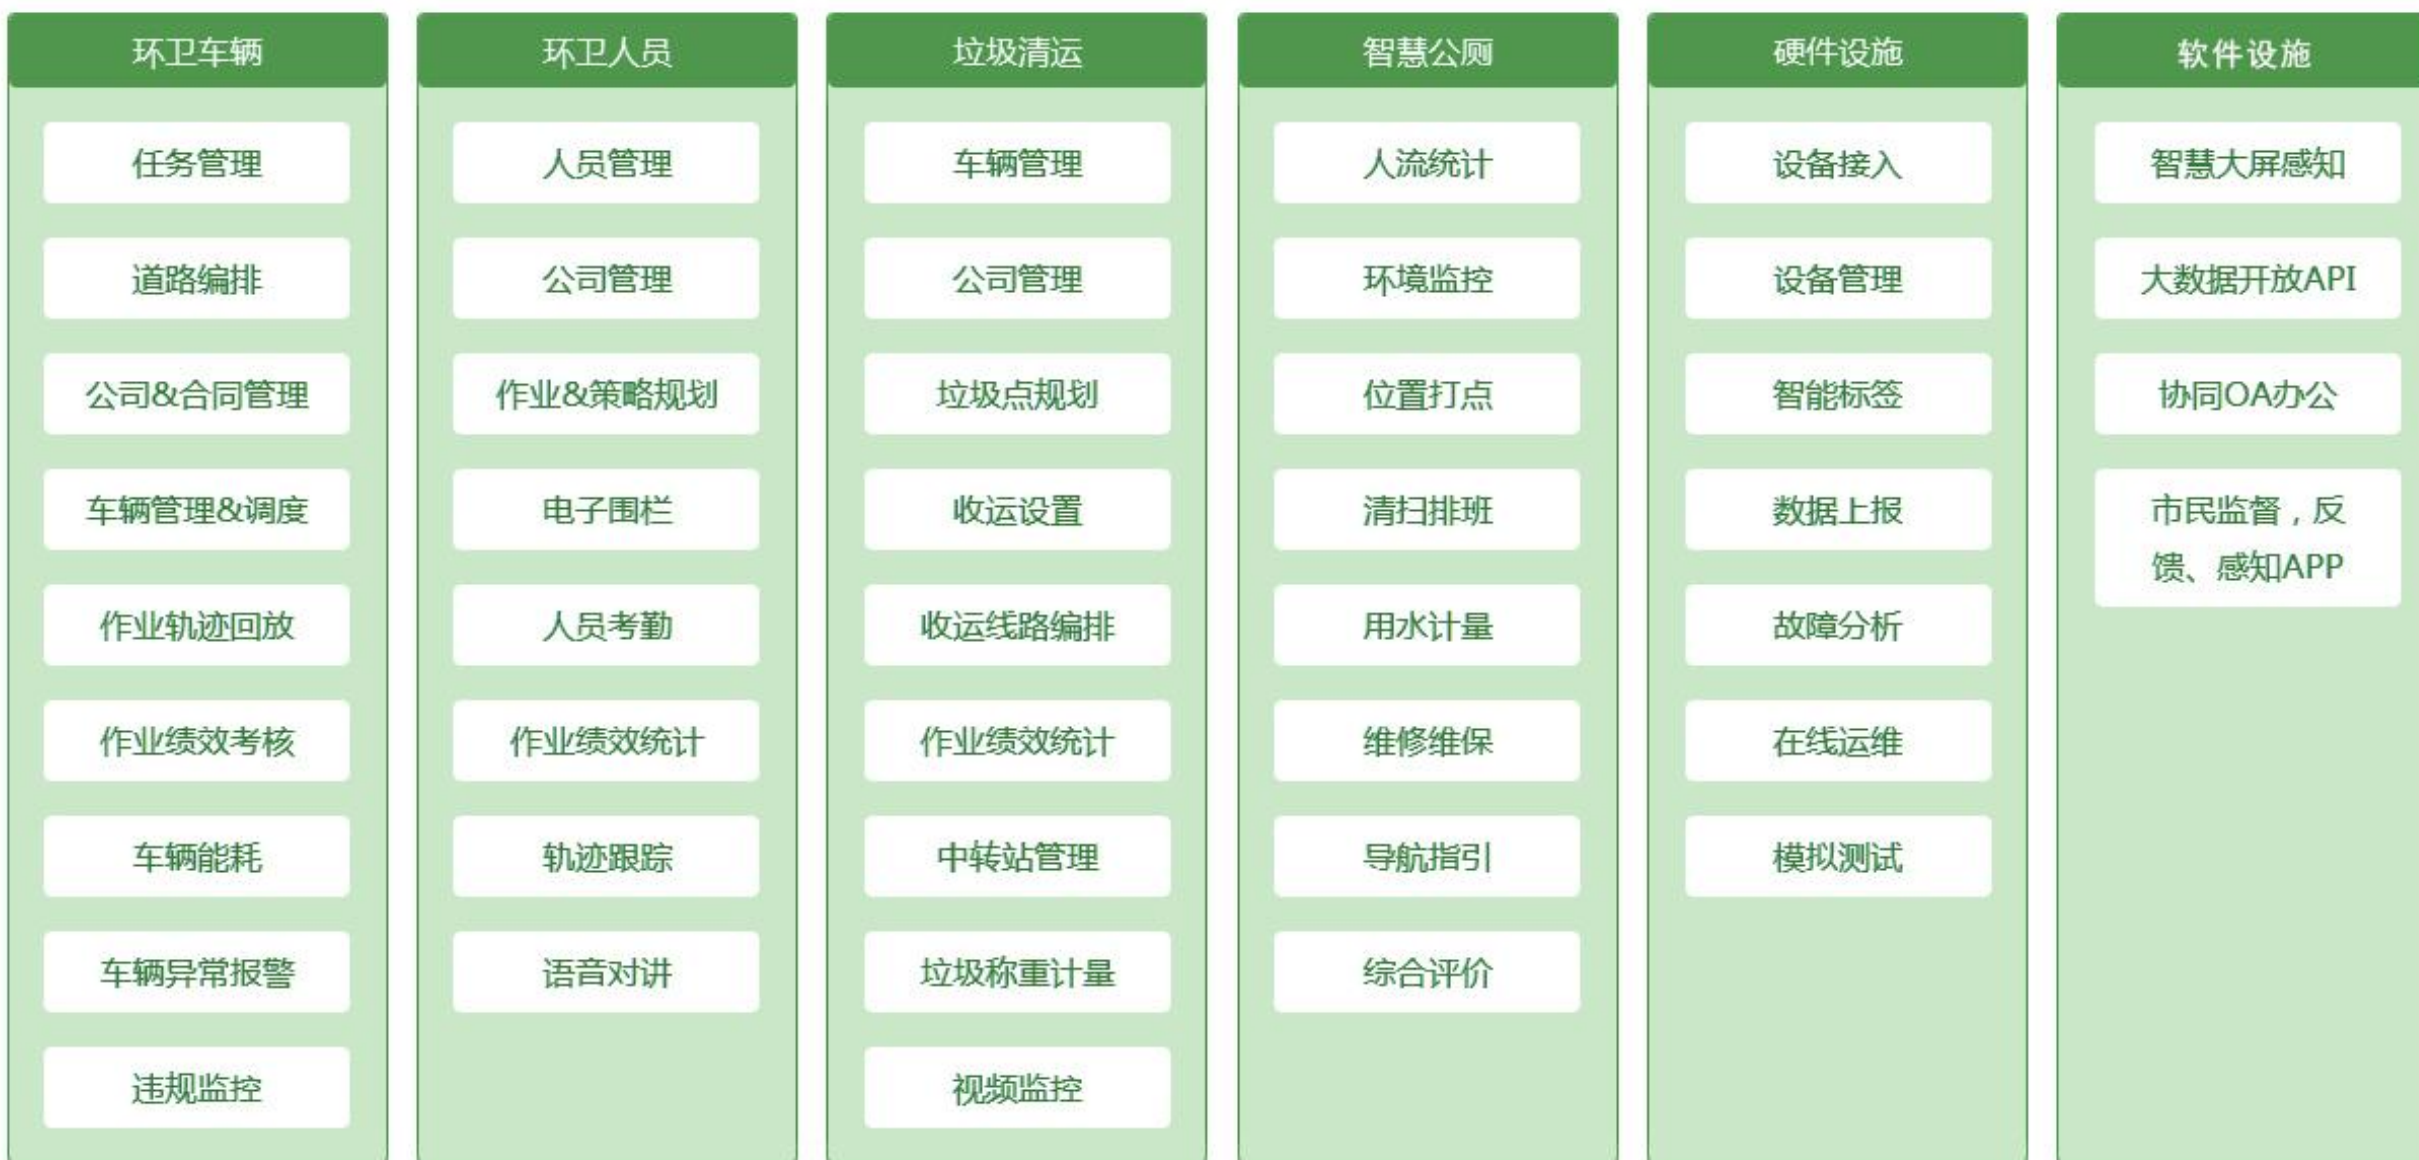 环卫车辆
任务管理
道路编排
公司&合同管理
车辆管理&调度
作业轨迹回放
作业绩效考核
车辆能耗
车辆异常报警
违规监控
环卫人员
人员管理
公司管理
作业&策略规划
电子围栏
人员考勤
作业绩效统计
轨迹跟踪
语音对讲
垃圾清运
车辆管理
公司管理
垃圾点规划
收运设置
收运线路编排
作业绩效统计
中转站管理
垃圾称重计量
视频监控
智慧公厕
人流统计
环境监控
位置打点
清扫排班
用水计量
维修维保
导航指引
综合评价
硬件设施
设备接入
设备管理
智能标签
数据上报
故障分析
在线运维
模拟测试
软件设施
智慧大屏感知
大数据开放API
协同OA办公
市民监督，反
馈、感知APP